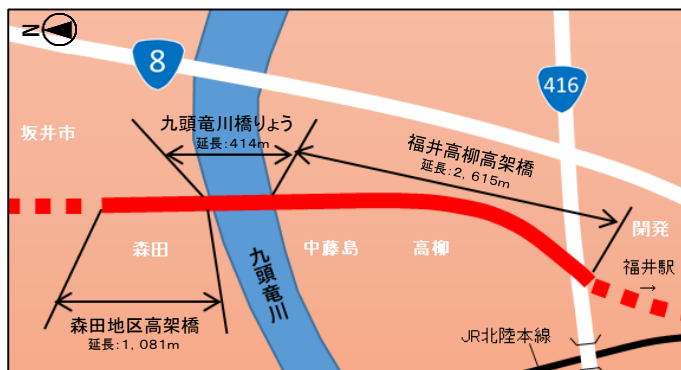 N
8
416
坂井市
九頭竜川橋りょう
延長:414m
福井高柳高架橋
延長:2,615m
開発
福井駅
→
森田
中藤島
高柳
九頭竜川
森田地区高架橋
延長:1,081m
JR北陸本線